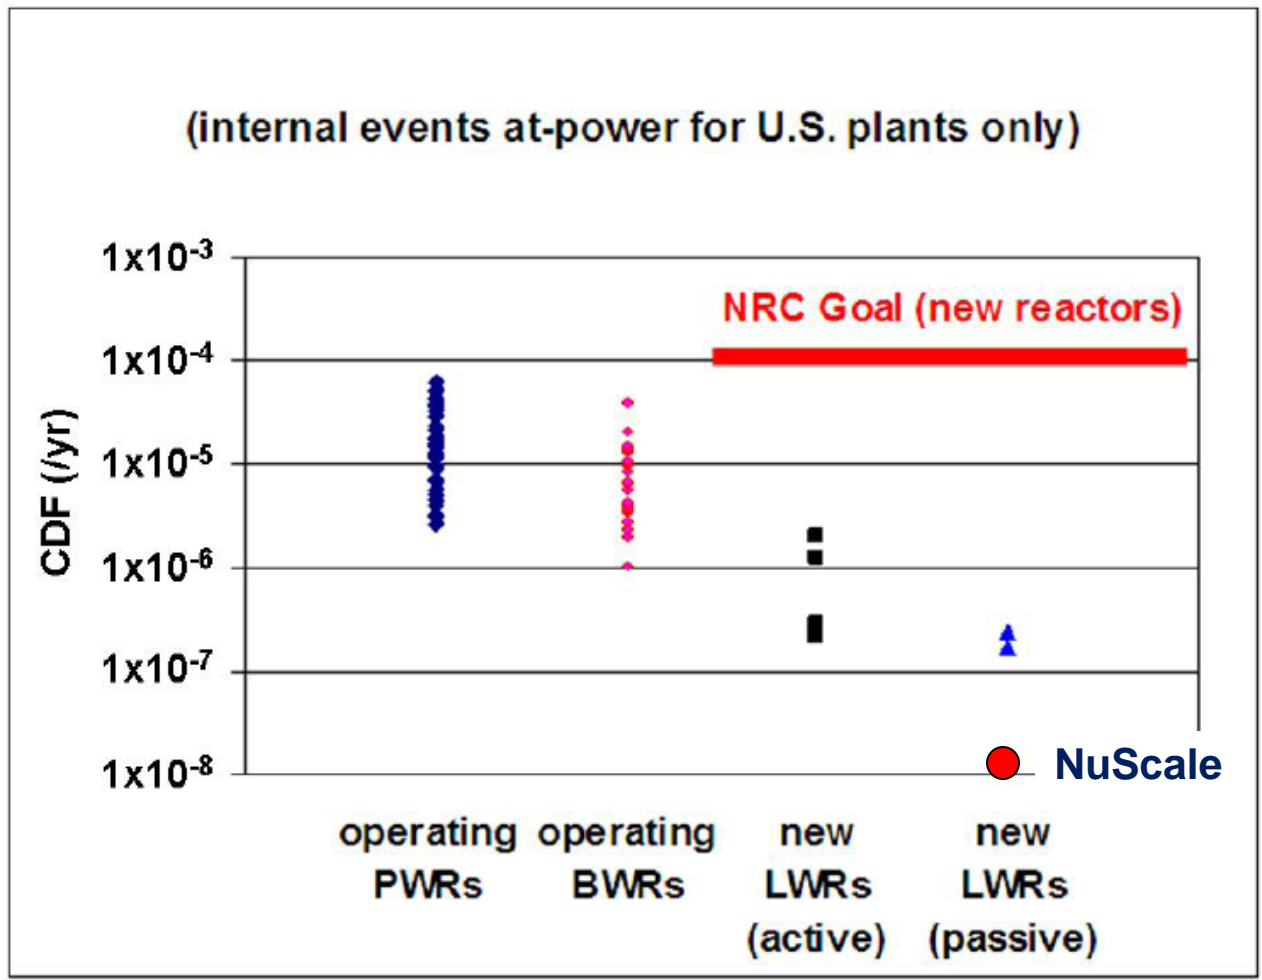 (internal events at-power for U.S. plants only)
1x10⁻³
NRC Goal (new reactors)
1x10⁻⁴
1x10⁻⁵
CDF (/yr)
1x10⁻⁶
1x10⁻⁷
NuScale
1x10⁻⁸
operating
PWRs
operating
BWRs
new
LWRs
(active)
new
LWRs
(passive)